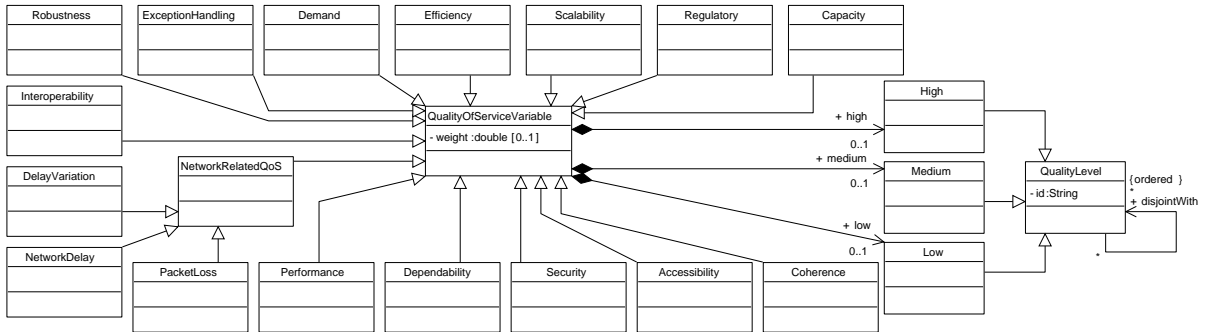 Robustness
ExceptionHandling
Demand
Efficiency
Scalability
Regulatory
Capacity
Interoperability
QualityOfServiceVariable
- weight :double [0..1]
High
+ high
0..1
NetworkRelatedQoS
+ medium
0..1
DelayVariation
Medium
QualityLevel
- id:String
{ordered }
*
+ disjointWith
*
+ low
0..1
NetworkDelay
Low
PacketLoss
Performance
Dependability
Security
Accessibility
Coherence